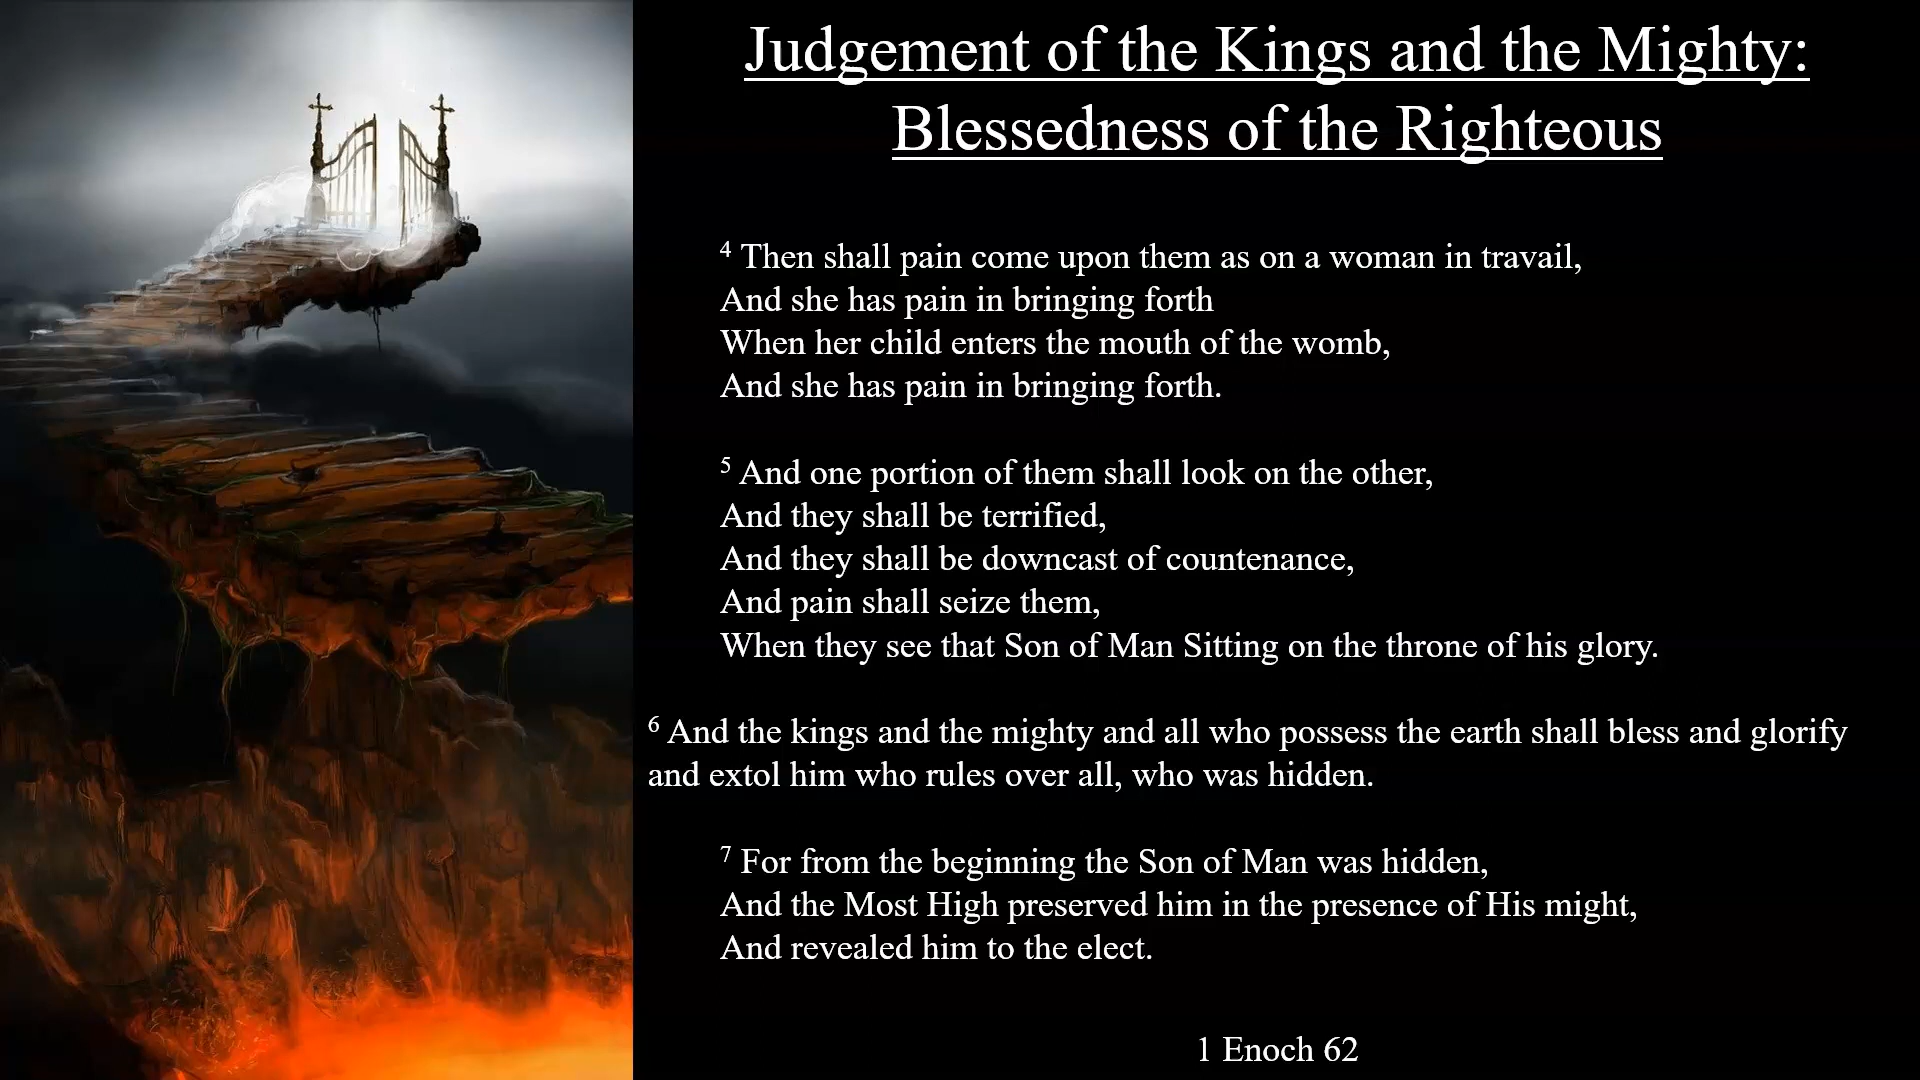 Judgement of the Kings and the Mighty:
Blessedness of the Righteous
4 Then shall pain come upon them as on a woman in travail,
And she has pain in bringing forth
When her child enters the mouth of the womb,
And she has pain in bringing forth.
5 And one portion of them shall look on the other,
And they shall be terrified,
And they shall be downcast of countenance,
And pain shall seize them,
When they see that Son of Man Sitting on the throne of his glory.
6 And the kings and the mighty and all who possess the earth shall bless and glorify
and extol him who rules over all, who was hidden.
7 For from the beginning the Son of Man was hidden,
And the Most High preserved him in the presence of His might,
And revealed him to the elect.
1 Enoch 62